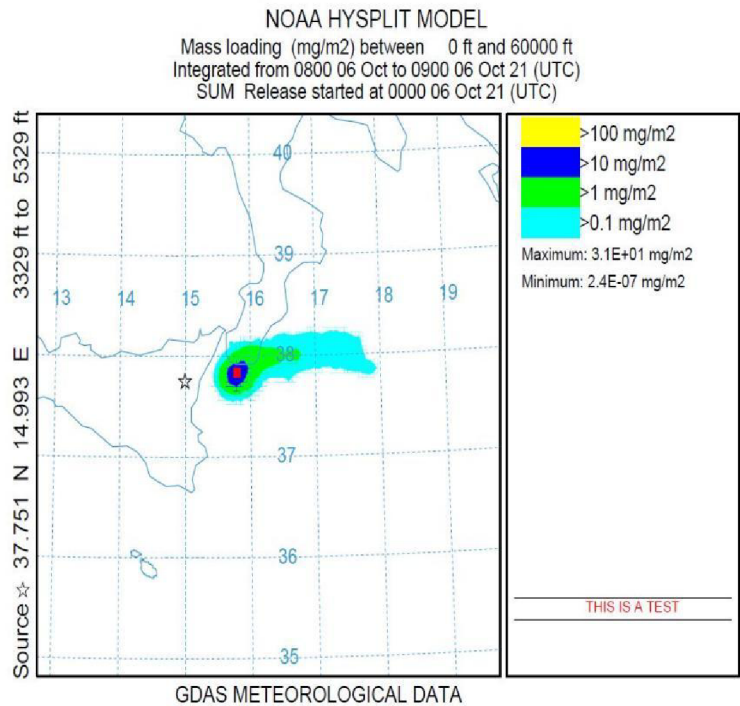 NOAA HYSPLIT MODEL
Mass loading (mg/m2) between 0 ft and 60000 ft
Integrated from 0800 06 Oct to 0900 06 Oct 21 (UTC)
SUM Release started at 0000 06 Oct 21 (UTC)
Source ☆ 37.751 N 14.993 E 3329 ft to 5329 ft
40
39
13 14 15 16 17 18 19
38
37
36
35
>100 mg/m2
>10 mg/m2
>1 mg/m2
>0.1 mg/m2
Maximum: 3.1E+01 mg/m2
Minimum: 2.4E-07 mg/m2
THIS IS A TEST
GDAS METEOROLOGICAL DATA